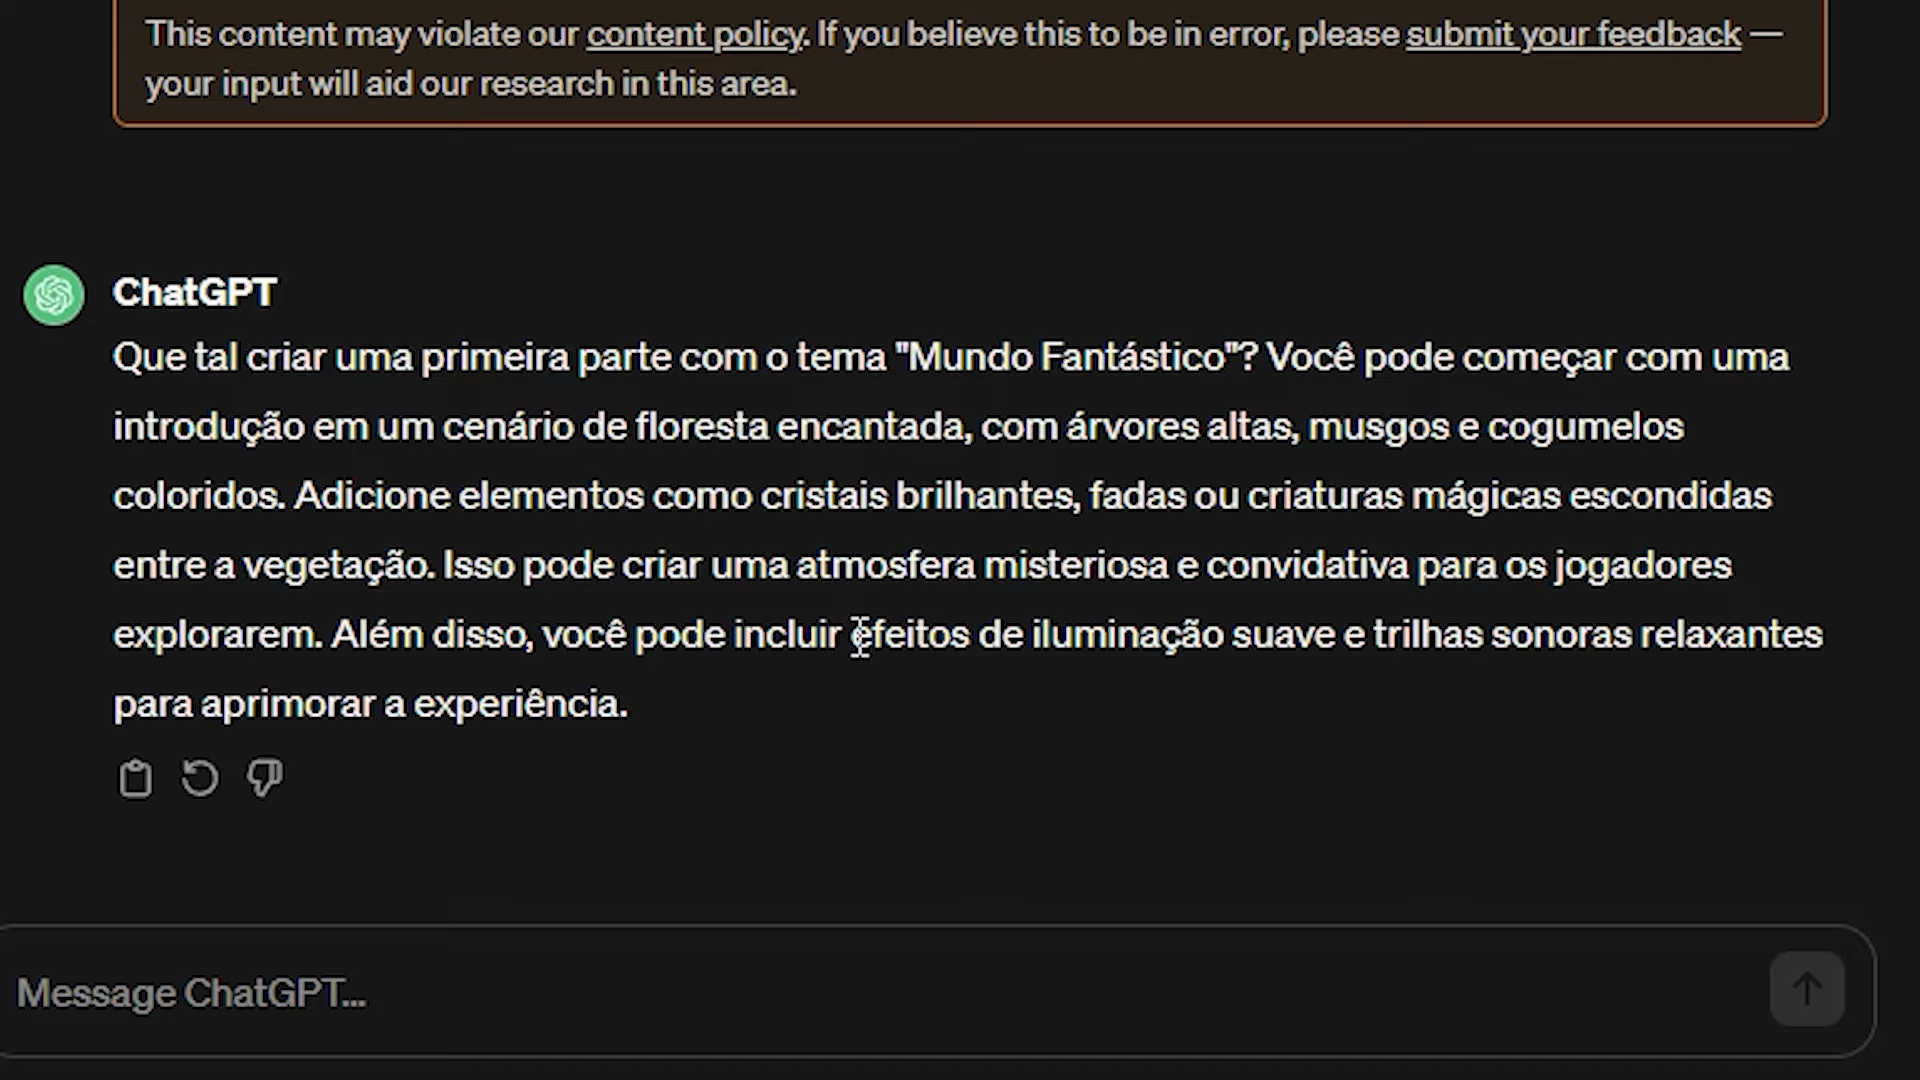 This content may violate our content policy. If you believe this to be in error, please submit your feedback —
your input will aid our research in this area.
ChatGPT
Que tal criar uma primeira parte com o tema "Mundo Fantástico"? Você pode começar com uma
introdução em um cenário de floresta encantada, com árvores altas, musgos e cogumelos
coloridos. Adicione elementos como cristais brilhantes, fadas ou criaturas mágicas escondidas
entre a vegetação. Isso pode criar uma atmosfera misteriosa e convidativa para os jogadores
explorarem. Além disso, você pode incluir efeitos de iluminação suave e trilhas sonoras relaxantes
para aprimorar a experiência.
Message ChatGPT...